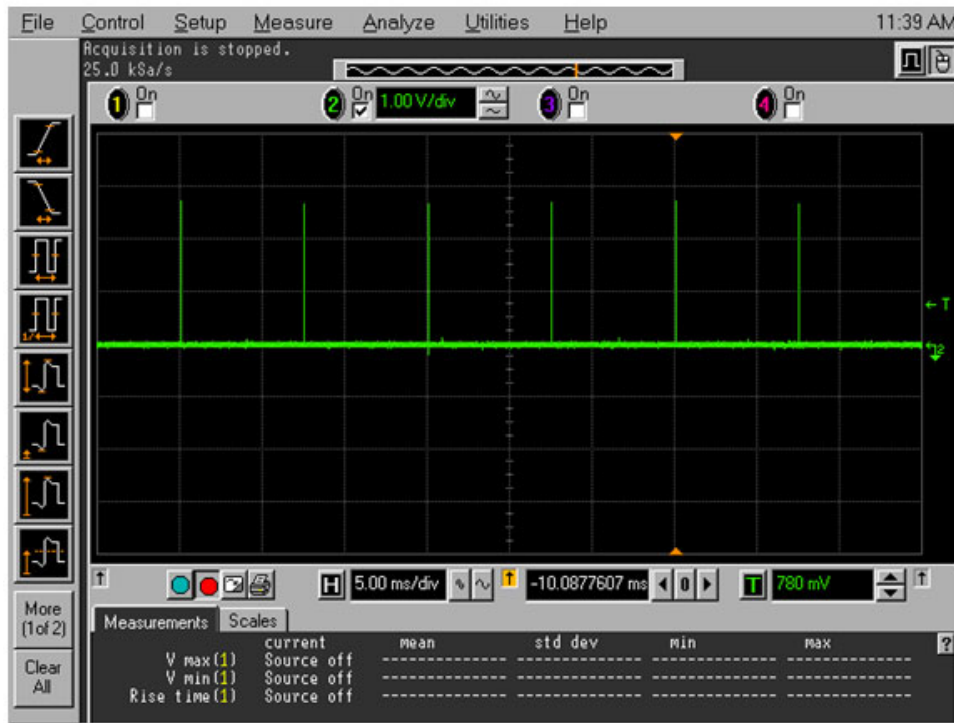 File Control Setup Measure Analyze Utilities Help 11:39 AM
Acquisition is stopped.
25.0 kSa/s
1 On 2 On 1.00 V/div 3 On 4 On
T
2
H 5.00 ms/div -10.0877607 ms 0 T 780 mV
More
(1of 2)
Clear
All
Measurements Scales
current mean std dev min max
V max(1) Source off
V min(1) Source off
Rise time(1) Source off
?